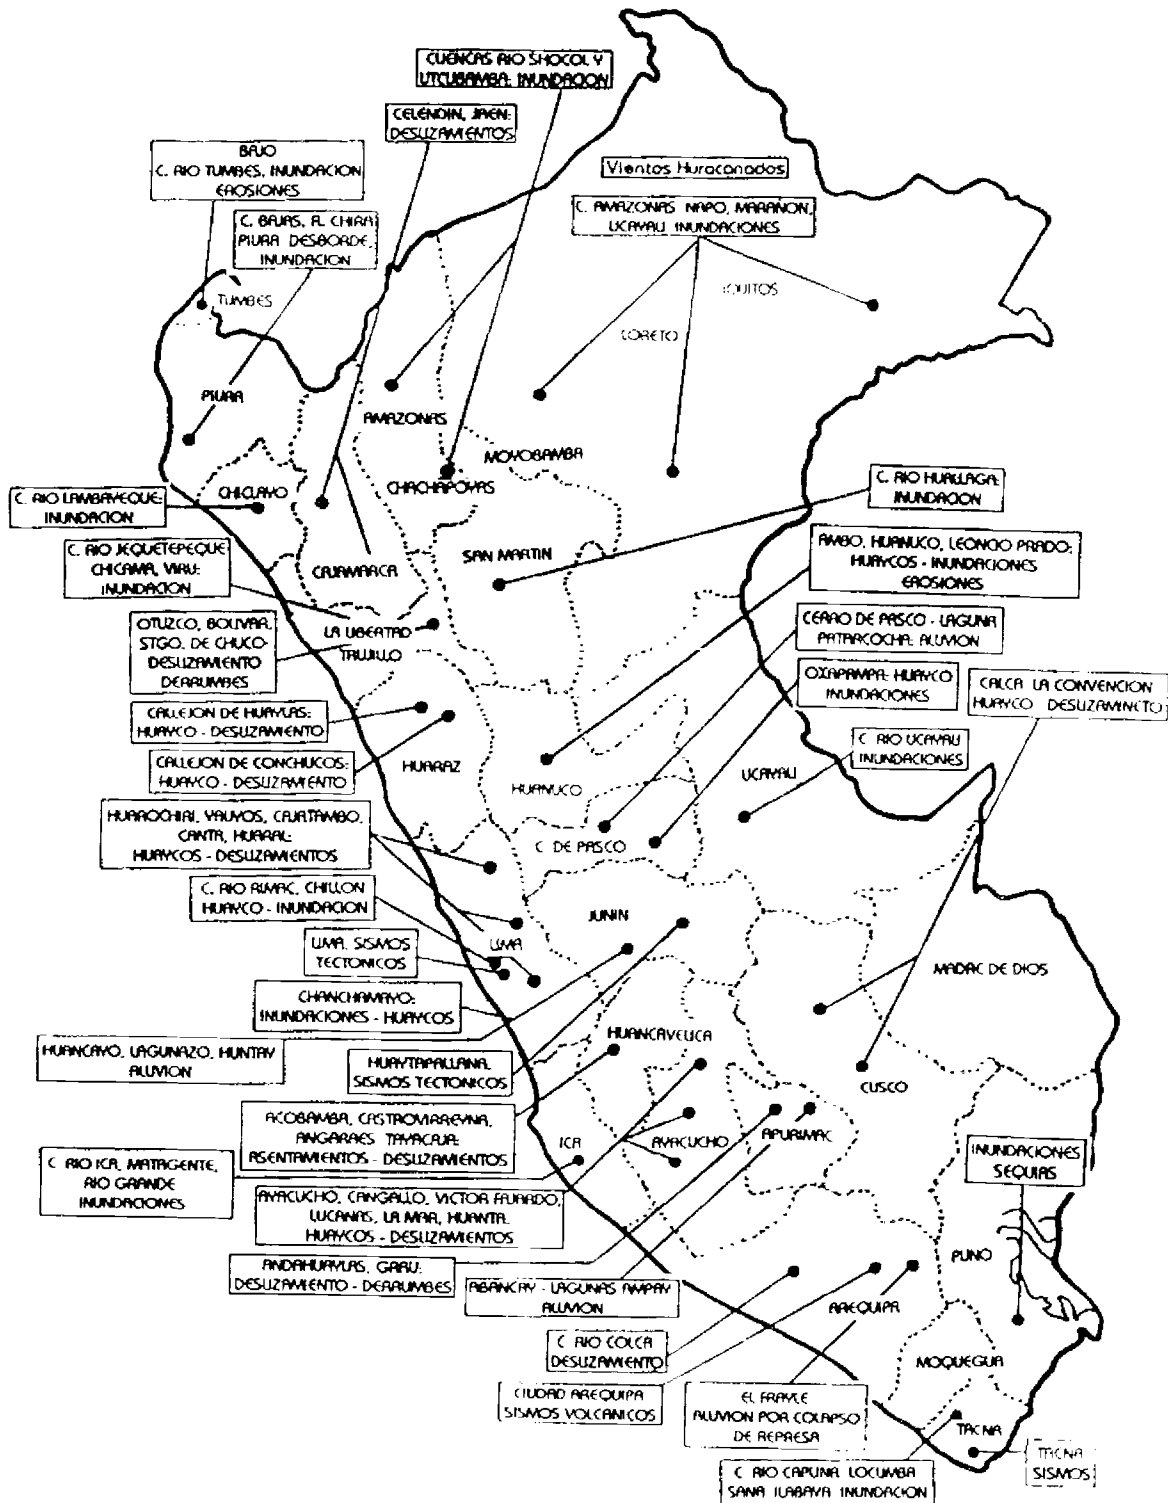 CUENCAS RIO SHOCOL Y
UTCUBAMBA: INUNDACION
CELENDIN, JAEN:
DESLIZAMIENTOS
BAJO
C. RIO TUMBES, INUNDACION
EROSIONES
Vientos Huracanados
C. AMAZONAS NAPO, MARAÑON,
UCAYALI INUNDACIONES
C. BAJAS, R. CHIRA
PIURA DESBORDE,
INUNDACION
TUMBES
IQUITOS
LORETO
PIURA
AMAZONAS
MOYOBAMBA
CHACHAPOYAS
CHICLAYO
C. RIO LAMBAYEQUE:
INUNDACION
C. RIO HUALLAGA:
INUNDACION
C. RIO JEQUETEPEQUE
CHICAMA, VIRU:
INUNDACION
SAN MARTIN
CAJAMARCA
AMBO, HUANUCO, LEONCIO PRADO:
HUAYCOS - INUNDACIONES
EROSIONES
OTUZCO, BOLIVAR,
STGO. DE CHUCO
DESLIZAMIENTO
DERRUMBES
LA LIBERTAD
TRUJILLO
CERRO DE PASCO - LAGUNA
PATARCOCHA: ALUVION
OXAPAMPA: HUAYCO
INUNDACIONES
CALCA LA CONVENCION
HUAYCO DESLIZAMINETO
CALLEJON DE HUAYLAS:
HUAYCO - DESLIZAMIENTO
CALLEJON DE CONCHUCOS:
HUAYCO - DESLIZAMIENTO
HUARAZ
HUANUCO
UCAYALI
C RIO UCAYALI
INUNDACIONES
HUAROCHIRI, YAUYOS, CAJATAMBO,
CANTA, HUARAL:
HUAYCOS - DESLIZAMIENTOS
C. DE PASCO
C. RIO RIMAC, CHILLON
HUAYCO - INUNDACION
JUNIN
LIMA
LIMA. SISMOS
TECTONICOS
MADRE DE DIOS
CHANCHAMAYO:
INUNDACIONES - HUAYCOS
HUANCAYO, LAGUNAZO, HUNTAY
ALUVION
HUAYTAPALLANA,
SISMOS TECTONICOS
HUANCAVELICA
CUSCO
ACOBAMBA, CASTROVIRREYNA,
ANGARAES TAYACAJA:
ASENTAMIENTOS - DESLIZAMIENTOS
ICA
AYACUCHO
APURIMAC
INUNDACIONES
SEQUIAS
C RIO ICA, MATAGENTE,
RIO GRANDE
INUNDACIONES
AYACUCHO, CANGALLO, VICTOR FAJARDO,
LUCANAS, LA MAR, HUANTA
HUAYCOS - DESLIZAMIENTOS
ANDAHUAYLAS, GRAU:
DESLIZAMIENTO - DERRUMBES
ABANCAY - LAGUNAS AMPAY
ALUVION
PUNO
AREQUIPA
C RIO COLCA
DESLIZAMIENTO
MOQUEGUA
CIUDAD AREQUIPA
SISMOS VOLCANICOS
EL FRAYLE
ALUVION POR COLAPSO
DE REPRESA
TACNA
TACNA
SISMOS
C RIO CAPLINA LOCUMBA
SAMA ILABAYA INUNDACION